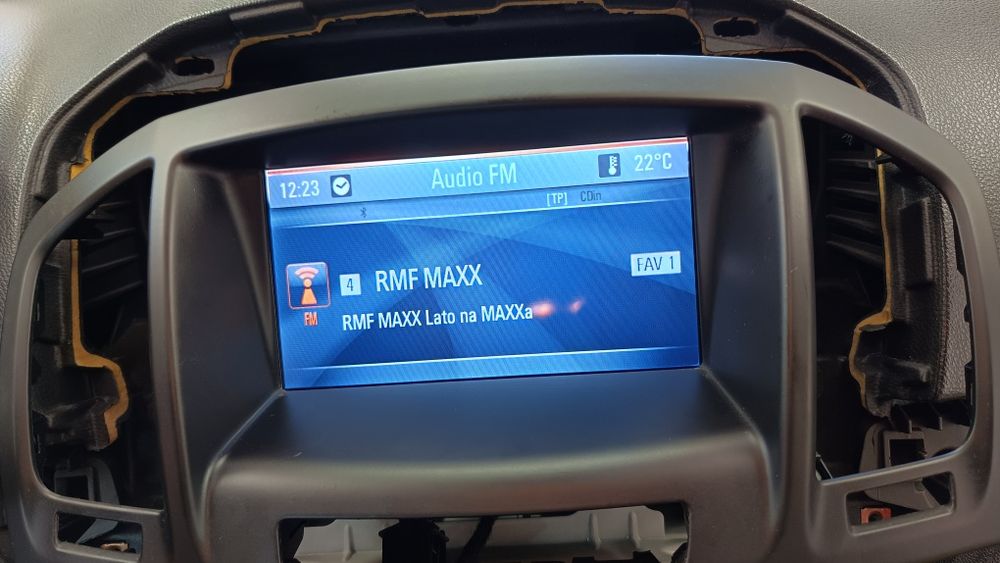 12:23 Audio FM 22°C
[TP] CDin
4 RMF MAXX FAV 1
FM
RMF MAXX Lato na MAXXa